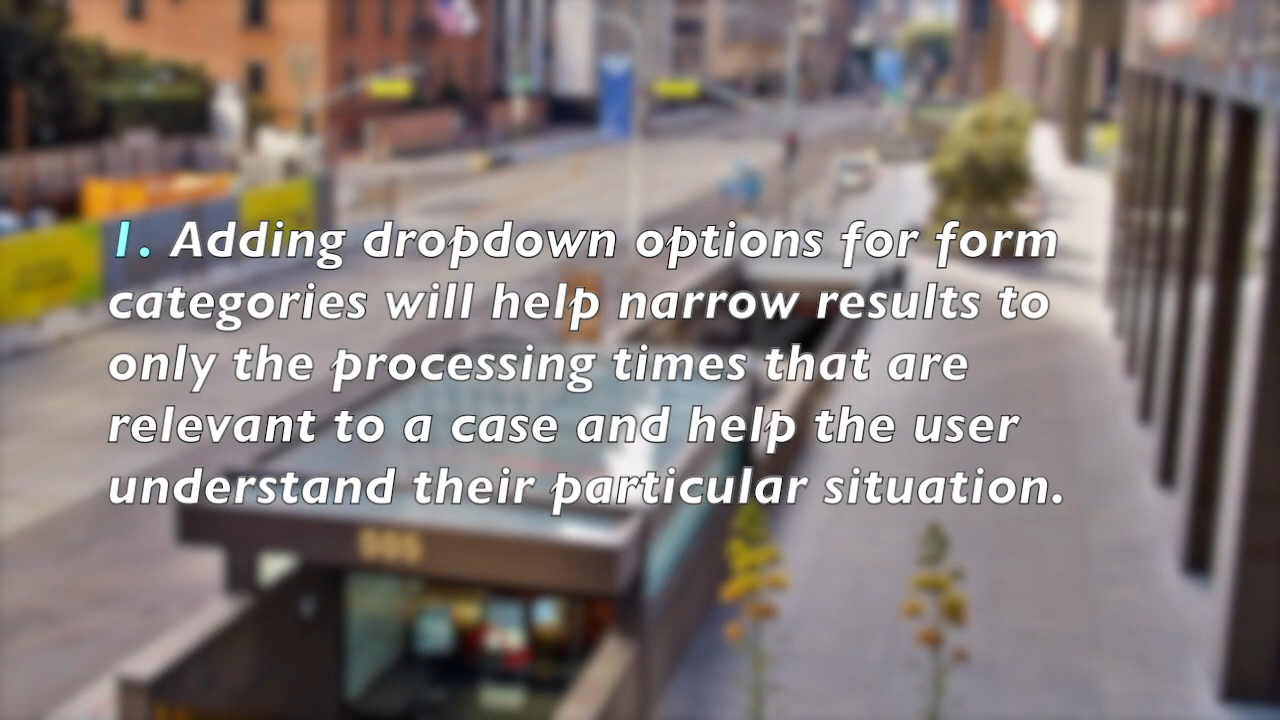 1. Adding dropdown options for form
categories will help narrow results to
only the processing times that are
relevant to a case and help the user
understand their particular situation.
505